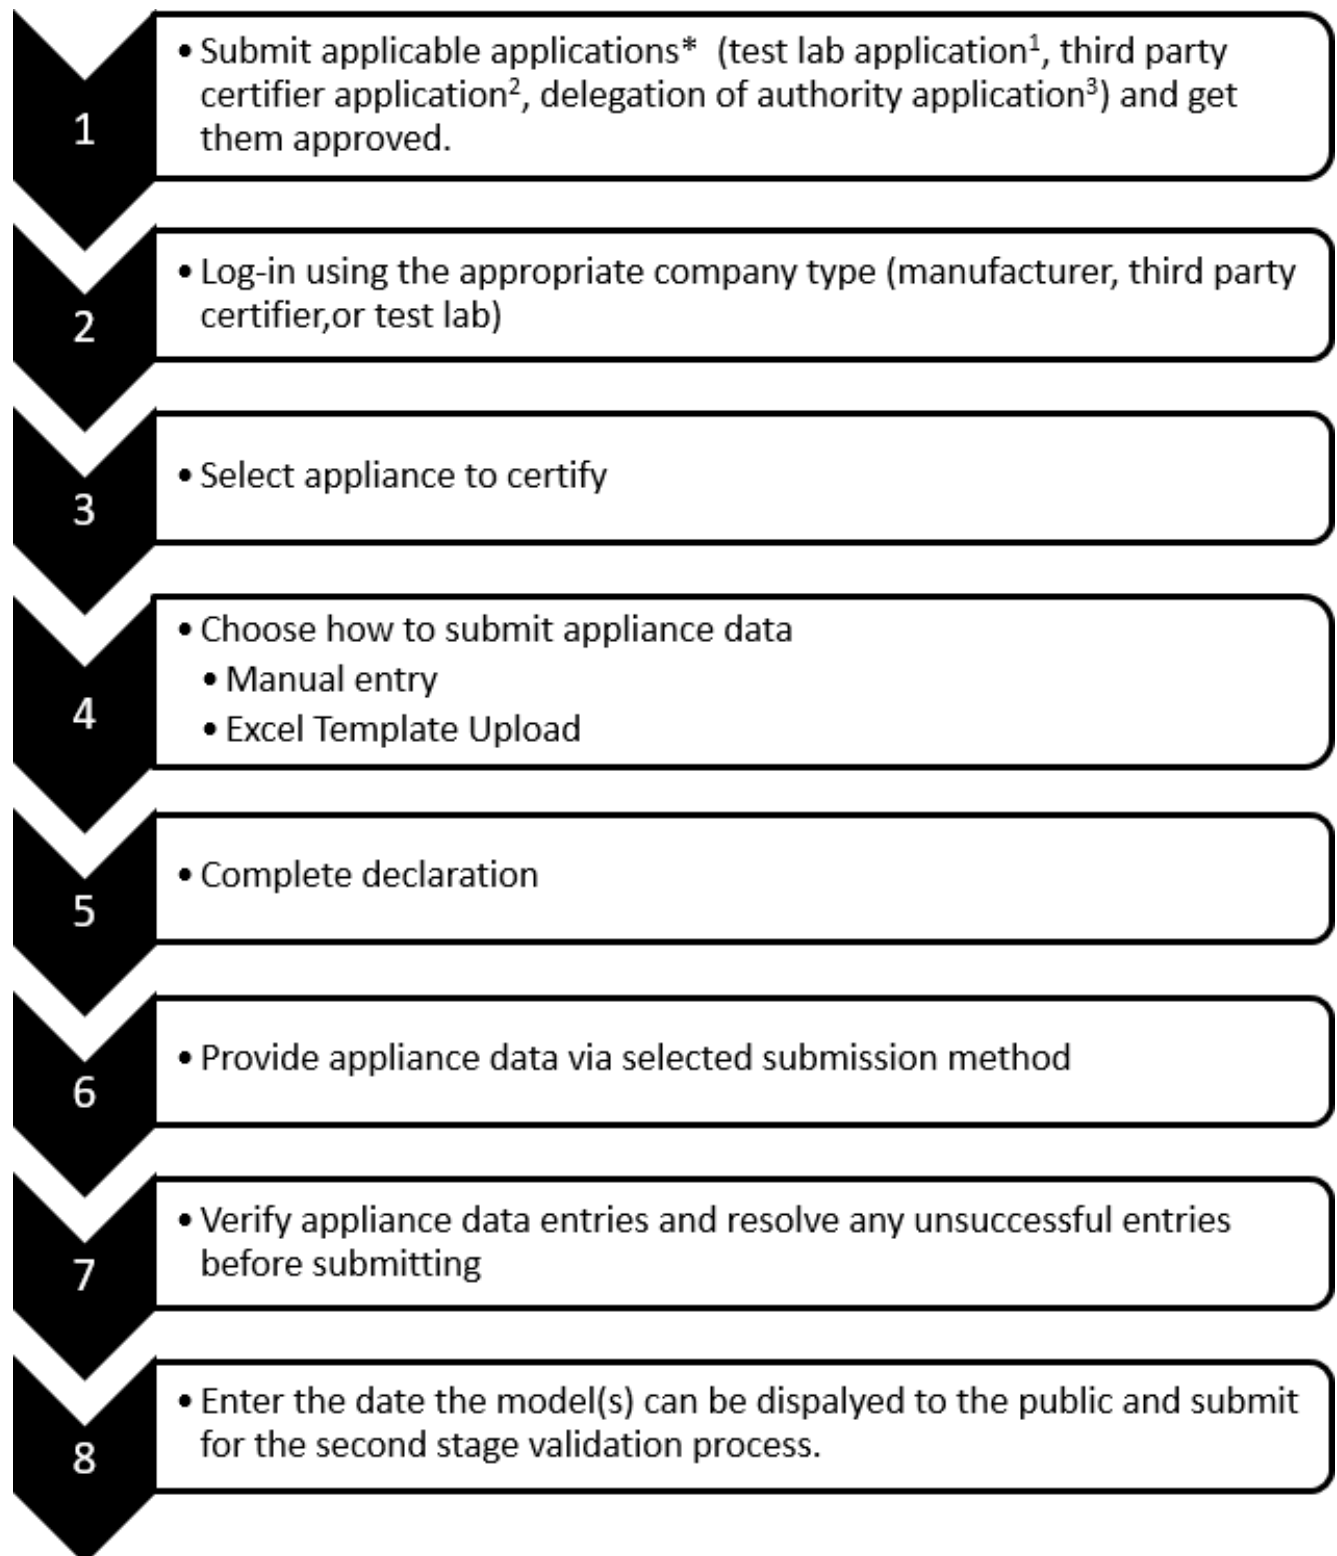 1
• Submit applicable applications* (test lab application¹, third party
certifier application², delegation of authority application³) and get
them approved.
2
• Log-in using the appropriate company type (manufacturer, third party
certifier,or test lab)
3
• Select appliance to certify
4
• Choose how to submit appliance data
• Manual entry
• Excel Template Upload
5
• Complete declaration
6
• Provide appliance data via selected submission method
7
• Verify appliance data entries and resolve any unsuccessful entries
before submitting
8
• Enter the date the model(s) can be dispalyed to the public and submit
for the second stage validation process.